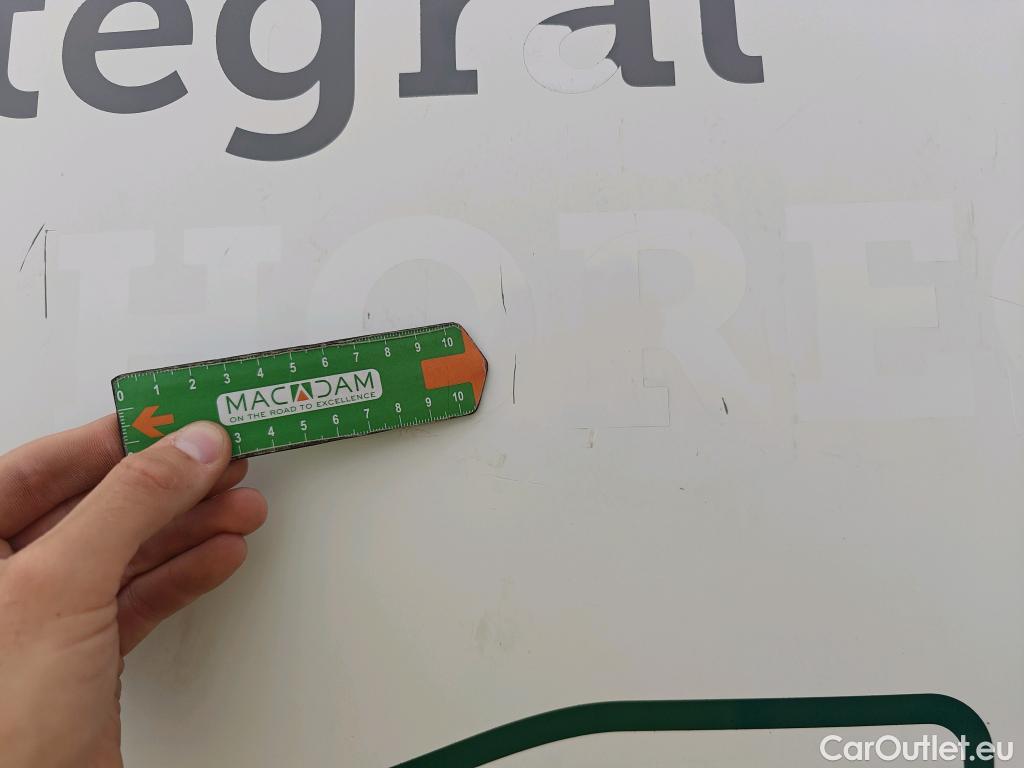 tegral
HOREC
0 1 2 3 4 5 6 7 8 9 10
MACADAM
ON THE ROAD TO EXCELLENCE
3 4 5 6 7 8 9 10
CarOutlet.eu